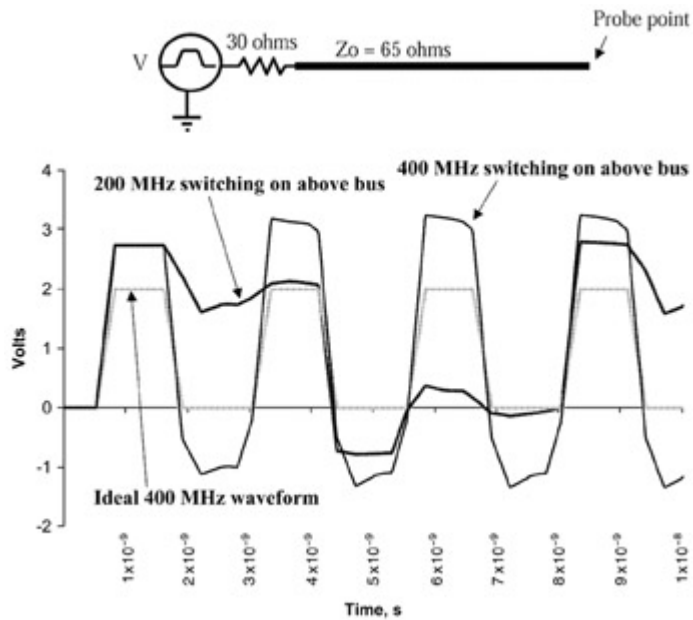 Probe point
30 ohms
Zo = 65 ohms
V
4
200 MHz switching on above bus
400 MHz switching on above bus
3
2
1
0
-1
Ideal 400 MHz waveform
-2
Volts
1x10⁻⁹
2x10⁻⁹
3x10⁻⁹
4x10⁻⁹
5x10⁻⁹
6x10⁻⁹
7x10⁻⁹
8x10⁻⁹
9x10⁻⁹
1x10⁻⁸
Time, s